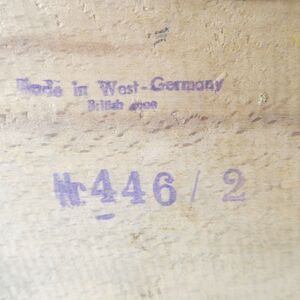 Made in West-Germany
British zone
Nr. 446 / 2